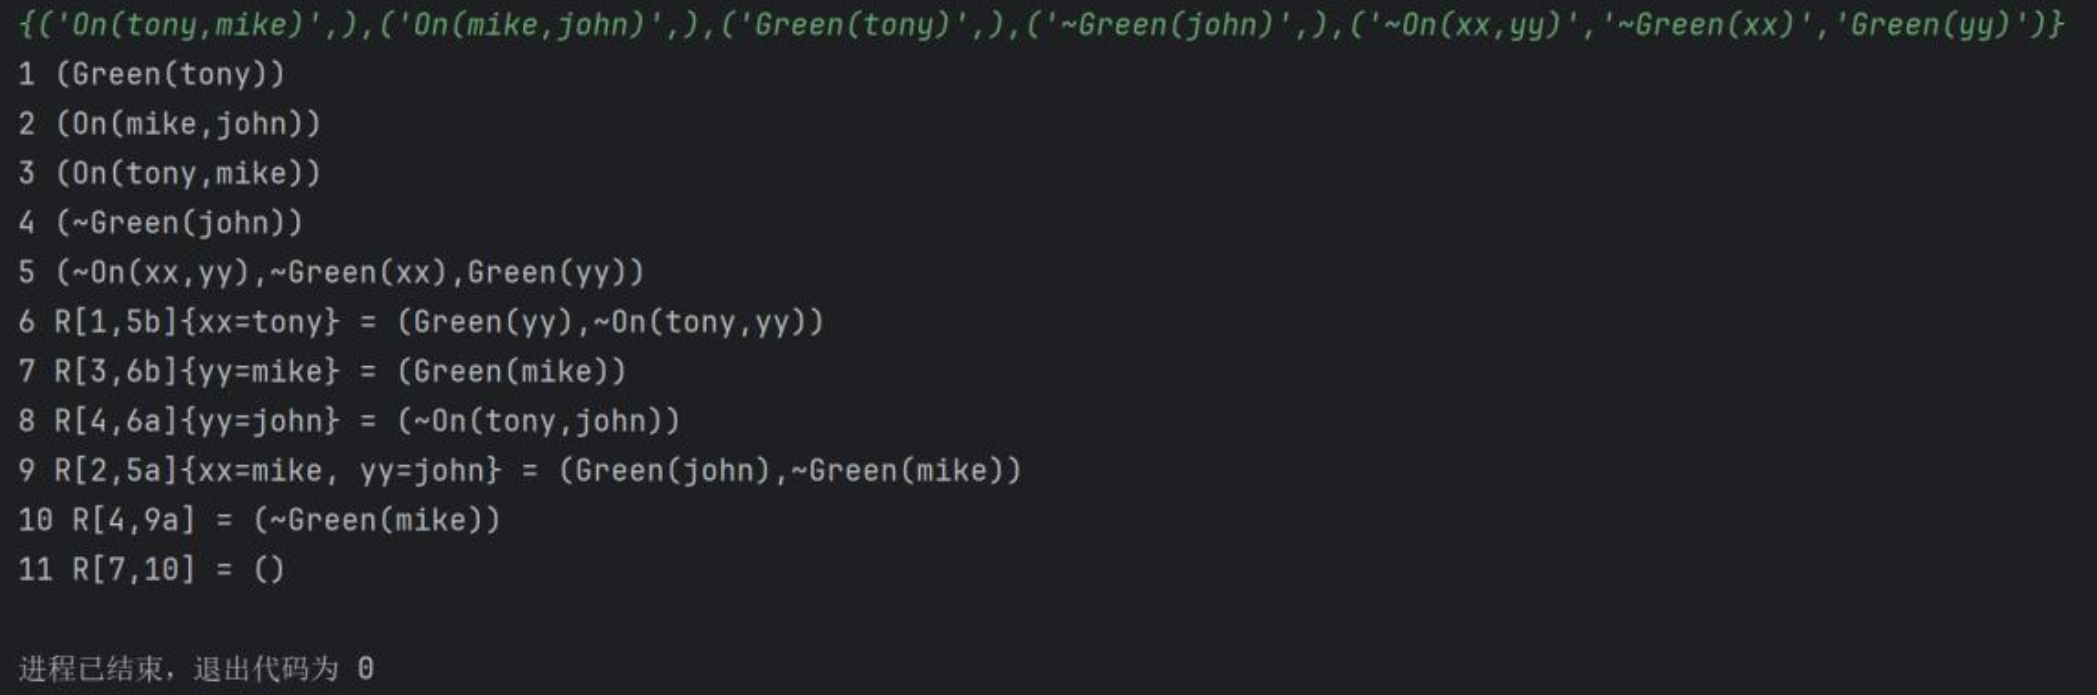 {('On(tony,mike)',),('On(mike,john)',),('Green(tony)',),('~Green(john)',),('~On(xx,yy)','~Green(xx)','Green(yy)')}
1 (Green(tony))
2 (On(mike,john))
3 (On(tony,mike))
4 (~Green(john))
5 (~On(xx,yy),~Green(xx),Green(yy))
6 R[1,5b]{xx=tony} = (Green(yy),~On(tony,yy))
7 R[3,6b]{yy=mike} = (Green(mike))
8 R[4,6a]{yy=john} = (~On(tony,john))
9 R[2,5a]{xx=mike, yy=john} = (Green(john),~Green(mike))
10 R[4,9a] = (~Green(mike))
11 R[7,10] = ()
进程已结束，退出代码为 0